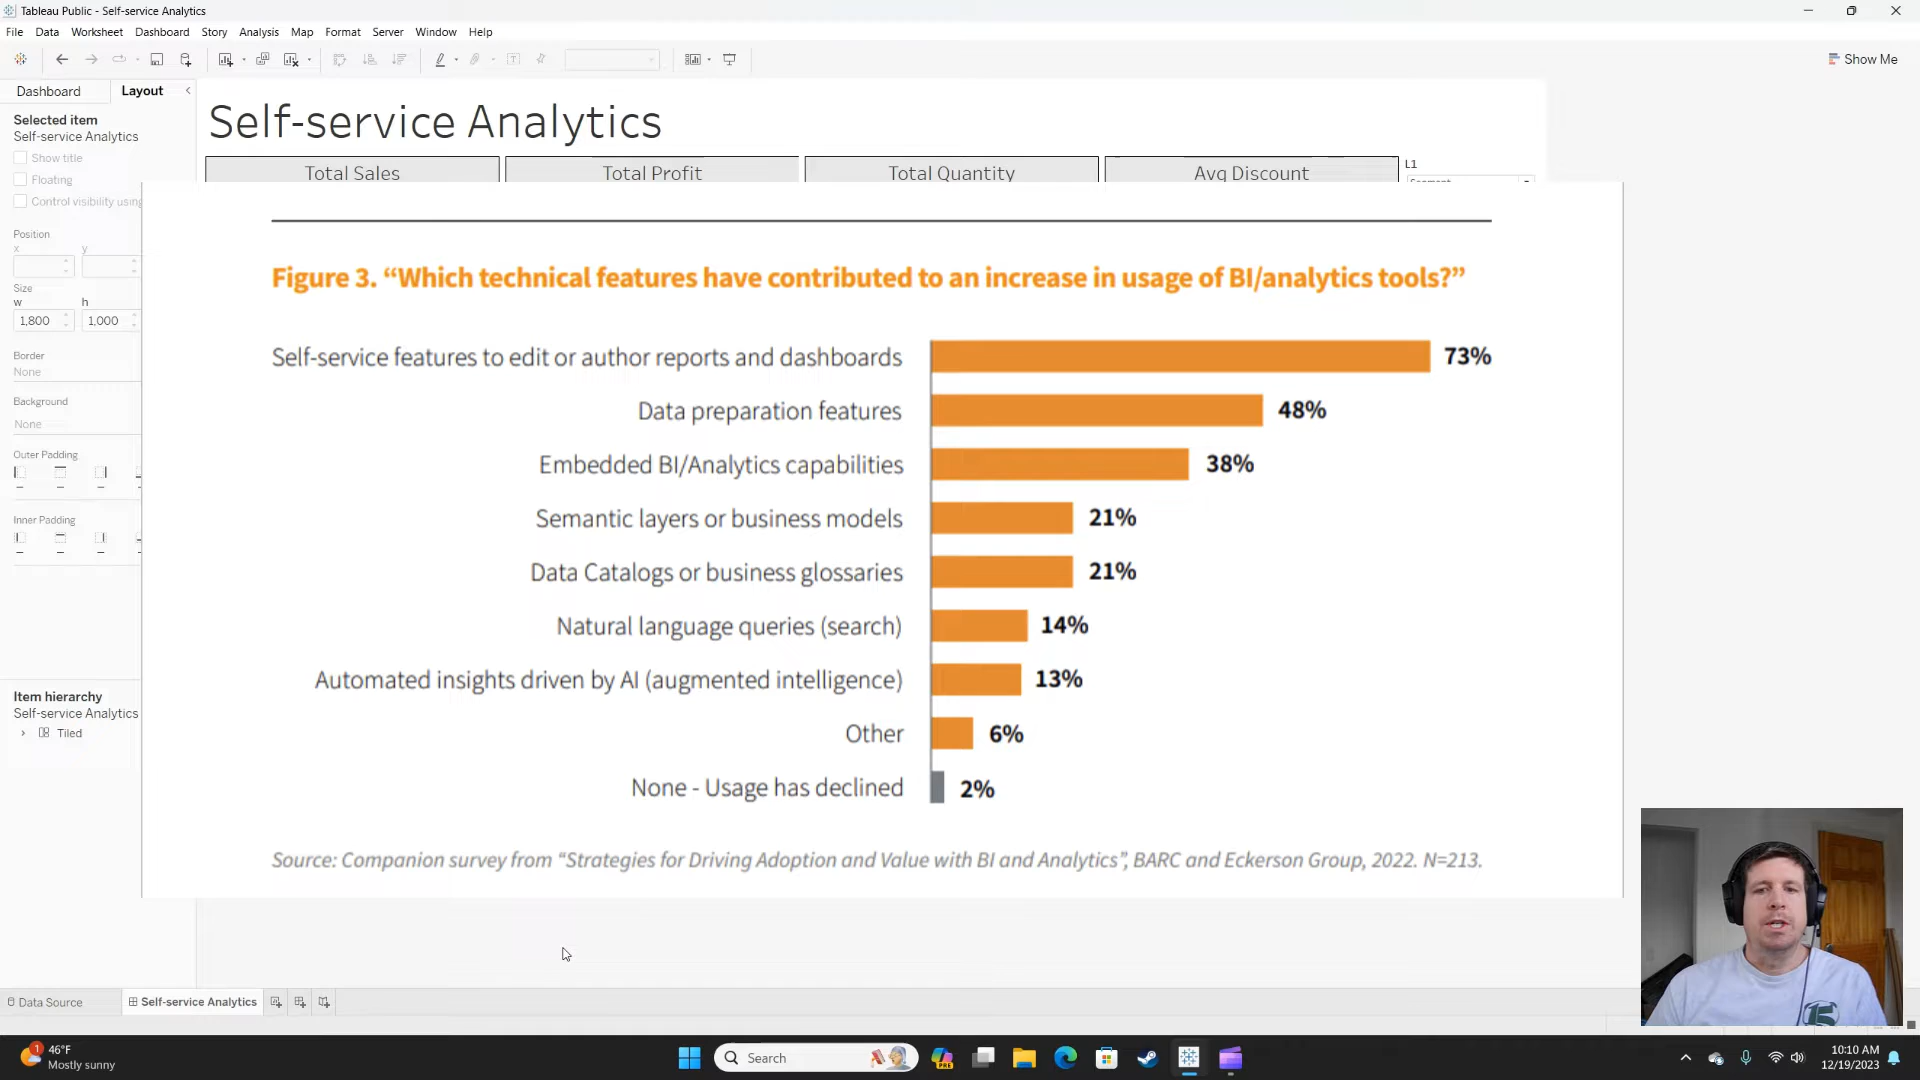 Tableau Public - Self-service Analytics
File Data Worksheet Dashboard Story Analysis Map Format Server Window Help
Show Me
Dashboard Layout
Selected item
Self-service Analytics
Show title
Floating
Control visibility using
Position
x y
Size
w h
1,800 1,000
Border
None
Background
None
Outer Padding
Inner Padding
Item hierarchy
Self-service Analytics
Tiled
Self-service Analytics
Total Sales Total Profit Total Quantity Avg Discount L1
Segment
Figure 3. “Which technical features have contributed to an increase in usage of BI/analytics tools?”
Self-service features to edit or author reports and dashboards 73%
Data preparation features 48%
Embedded BI/Analytics capabilities 38%
Semantic layers or business models 21%
Data Catalogs or business glossaries 21%
Natural language queries (search) 14%
Automated insights driven by AI (augmented intelligence) 13%
Other 6%
None - Usage has declined 2%
Source: Companion survey from “Strategies for Driving Adoption and Value with BI and Analytics”, BARC and Eckerson Group, 2022. N=213.
Data Source Self-service Analytics
1
46°F
Mostly sunny
Search
PRE
10:10 AM
12/19/2023